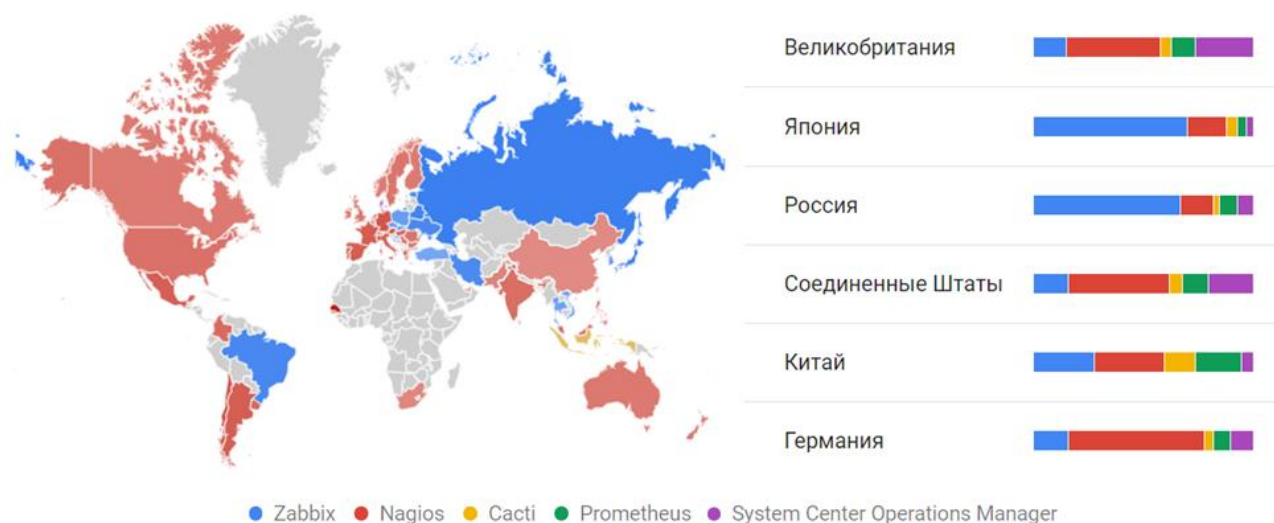 Великобритания
Япония
Россия
Соединенные Штаты
Китай
Германия
Zabbix Nagios Cacti Prometheus System Center Operations Manager